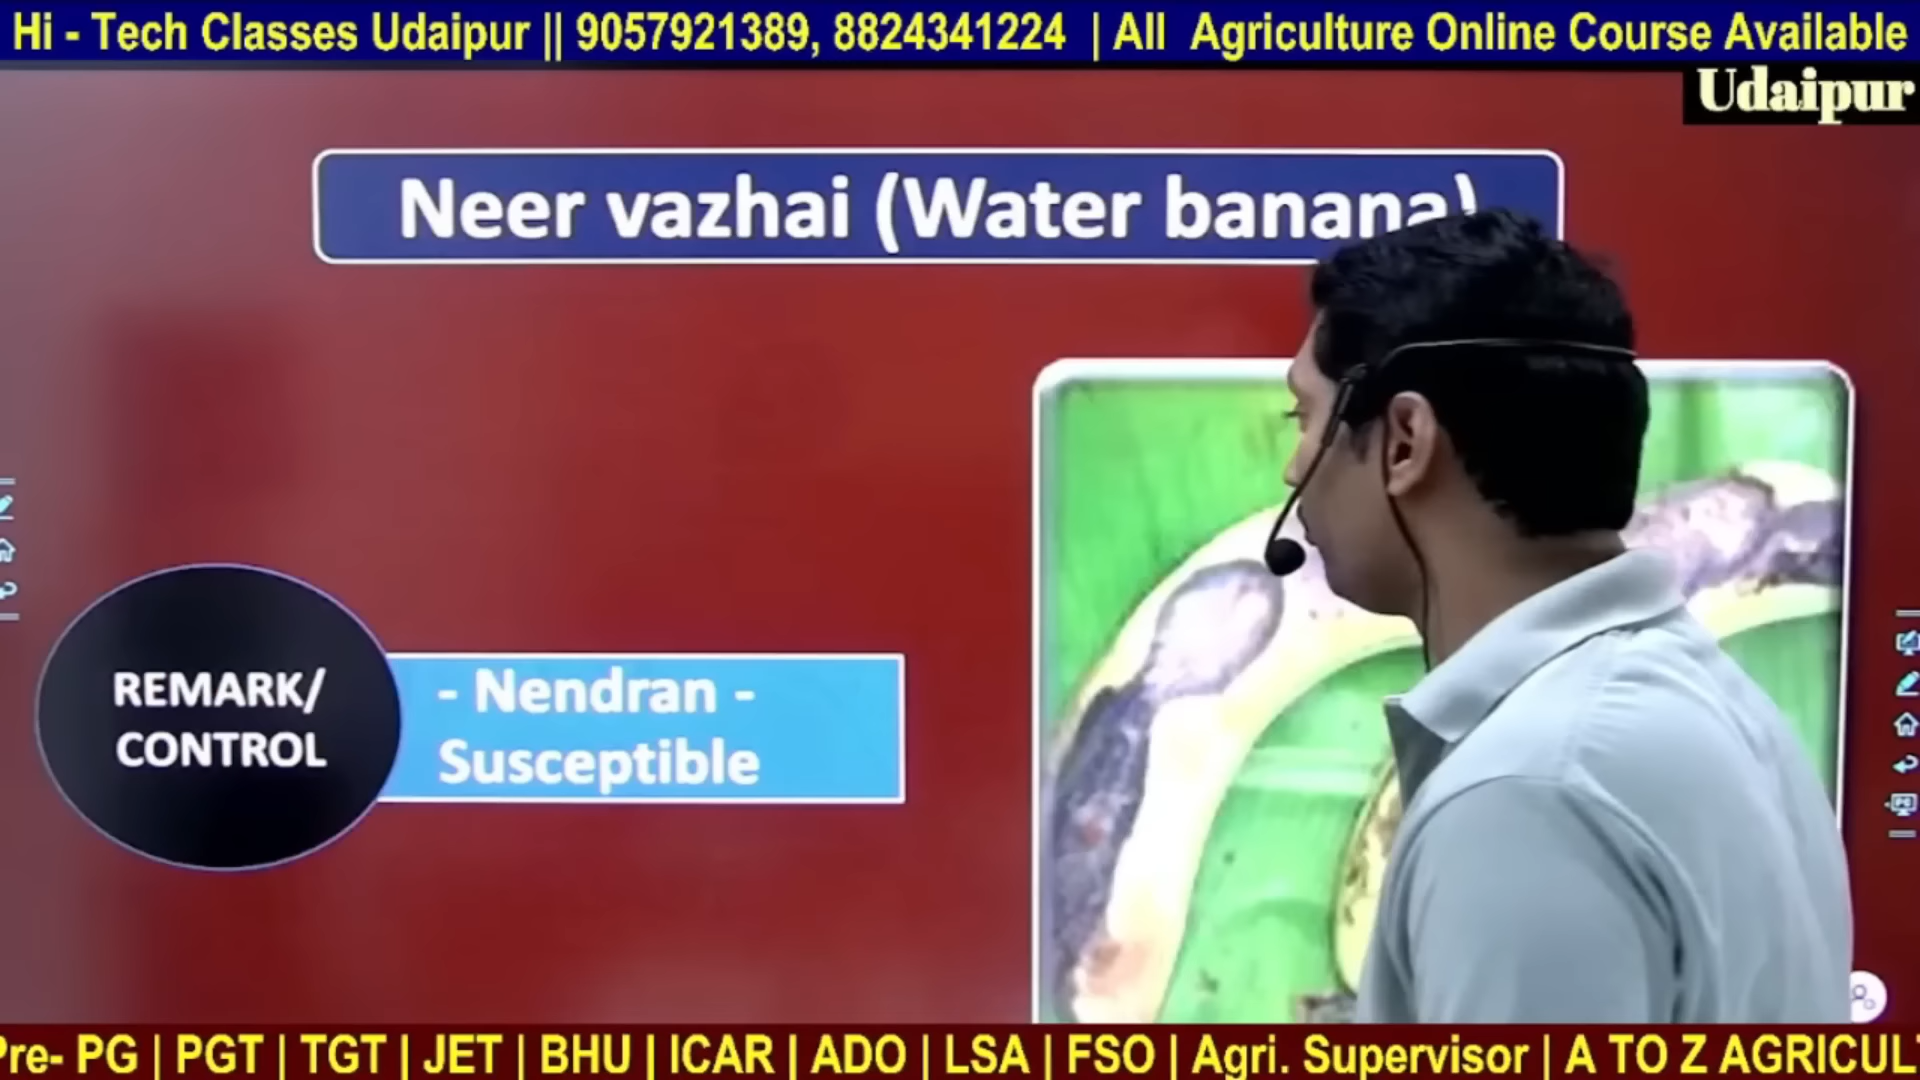 Hi - Tech Classes Udaipur || 9057921389, 8824341224 | All Agriculture Online Course Available
Udaipur
Neer vazhai (Water banana)
REMARK/
CONTROL
- Nendran -
Susceptible
Pre- PG | PGT | TGT | JET | BHU | ICAR | ADO | LSA | FSO | Agri. Supervisor | A TO Z AGRICUL